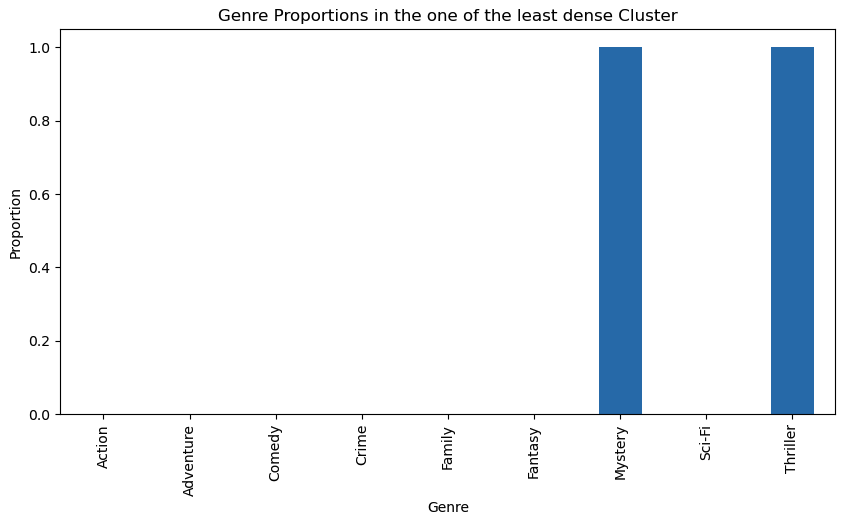 Genre Proportions in the one of the least dense Cluster
1.0
0.8
0.6
0.4
0.2
0.0
Proportion
Action
Adventure
Comedy
Crime
Family
Fantasy
Mystery
Sci-Fi
Thriller
Genre